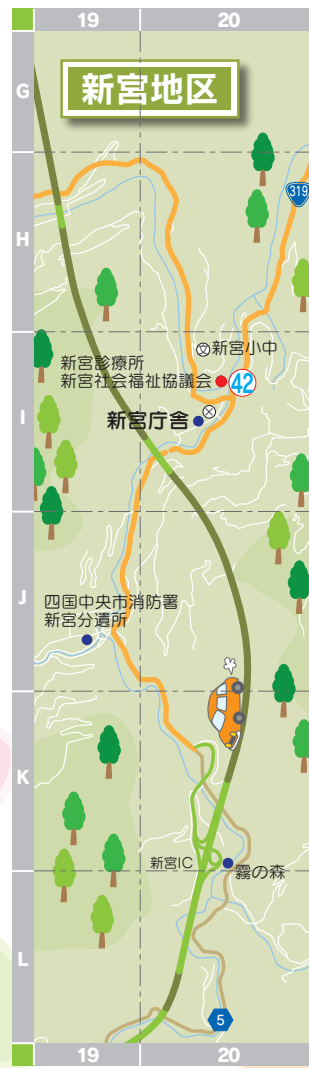 19 20
G
新宮地区
319
H
新宮小中
新宮診療所
新宮社会福祉協議会
42
I
新宮庁舎
J
四国中央市消防署
新宮分遣所
K
新宮IC
霧の森
L
5
19 20